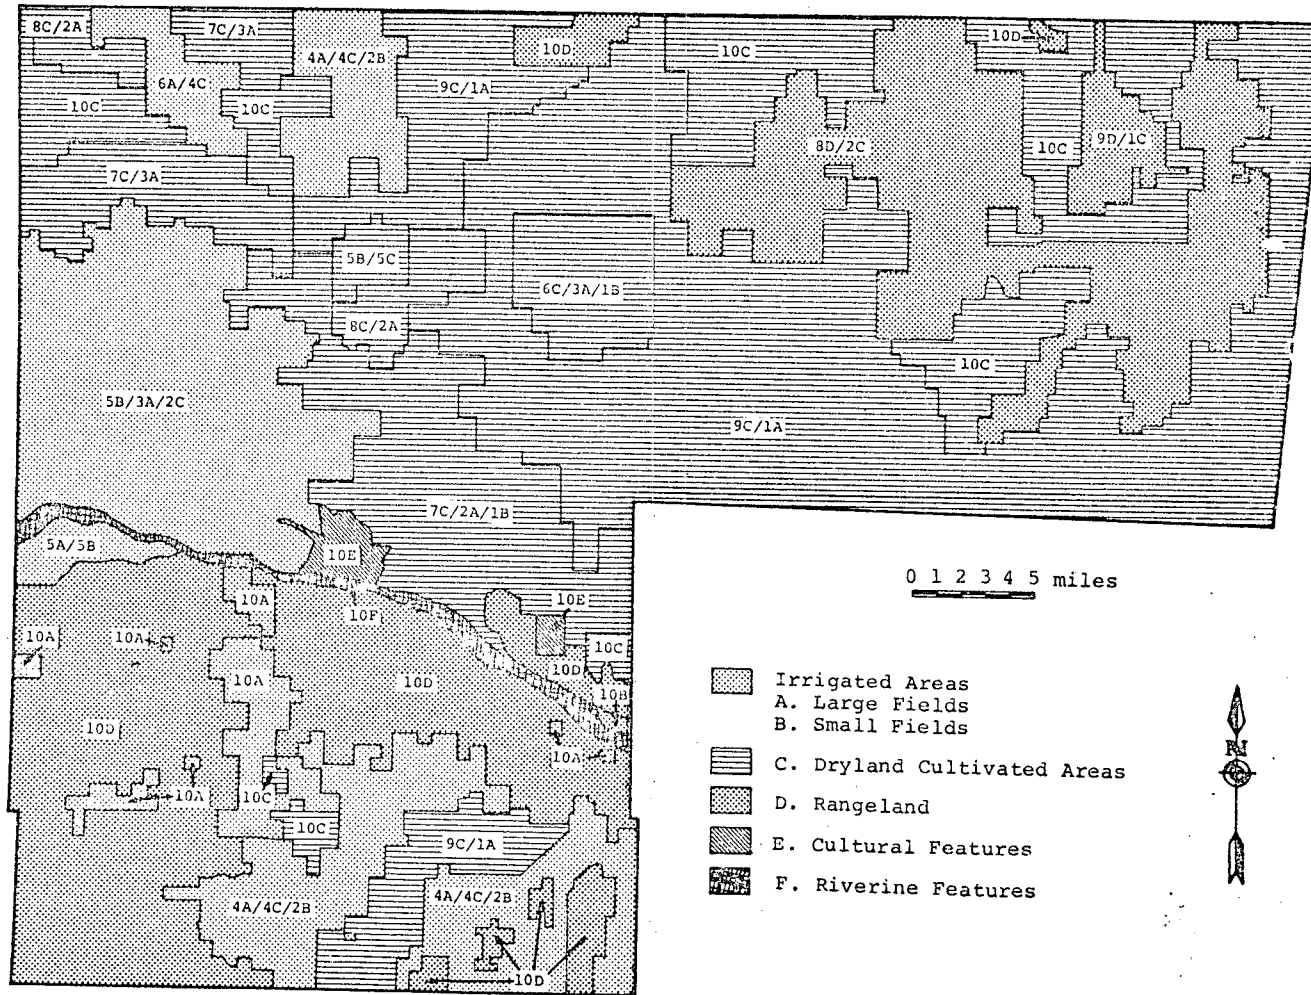 8C/2A
7C/3A
4A/4C/2B
10D
10C
10D
6A/4C
9C/1A
10C
10C
8D/2C
10C
9D/1C
7C/3A
5B/5C
6C/3A/1B
8C/2A
10C
5B/3A/2C
9C/1A
7C/2A/1B
5A/5B
10E
10A
10F
10E
10A
10A
10C
10A
10D
10D
10B
10D
10A
10A
10C
10C
9C/1A
4A/4C/2B
4A/4C/2B
10D
0 1 2 3 4 5 miles
Irrigated Areas
A. Large Fields
B. Small Fields
C. Dryland Cultivated Areas
D. Rangeland
E. Cultural Features
F. Riverine Features
N